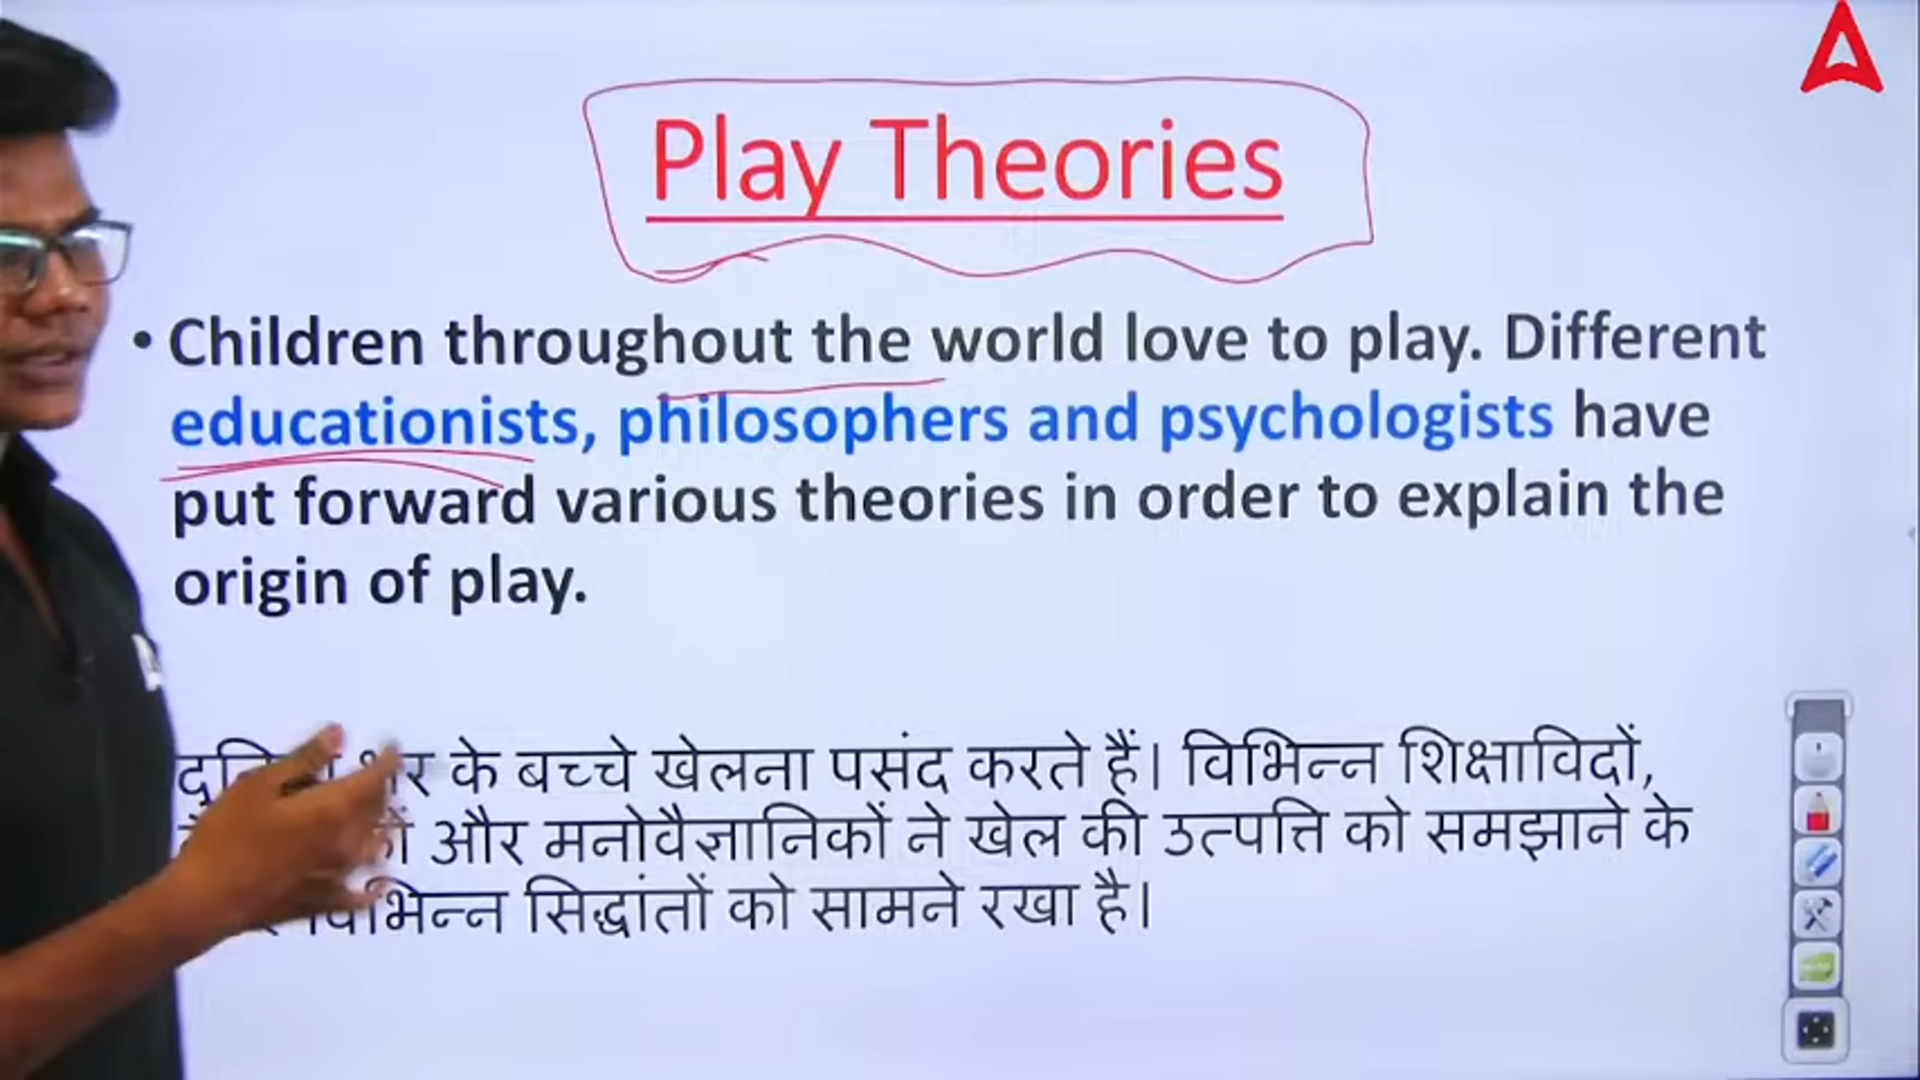 Play Theories
• Children throughout the world love to play. Different
educationists, philosophers and psychologists have
put forward various theories in order to explain the
origin of play.
के बच्चे खेलना पसंद करते हैं। विभिन्न शिक्षाविदों,
और मनोवैज्ञानिकों ने खेल की उत्पत्ति को समझाने के
विभिन्न सिद्धांतों को सामने रखा है।